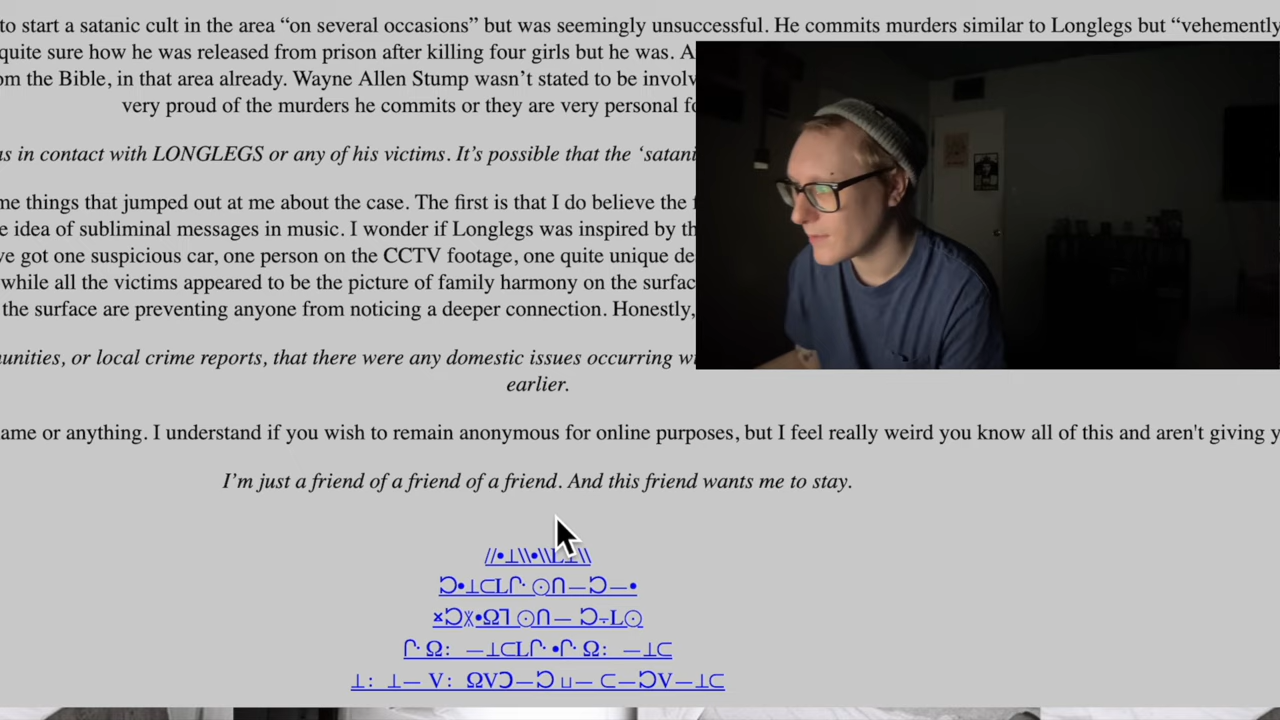 to start a satanic cult in the area “on several occasions” but was seemingly unsuccessful. He commits murders similar to Longlegs but “vehemently
quite sure how he was released from prison after killing four girls but he was. A
om the Bible, in that area already. Wayne Allen Stump wasn’t stated to be involv
very proud of the murders he commits or they are very personal fo
as in contact with LONGLEGS or any of his victims. It’s possible that the ‘satani
me things that jumped out at me about the case. The first is that I do believe the f
e idea of subliminal messages in music. I wonder if Longlegs was inspired by th
ve got one suspicious car, one person on the CCTV footage, one quite unique de
while all the victims appeared to be the picture of family harmony on the surfac
the surface are preventing anyone from noticing a deeper connection. Honestly,
unities, or local crime reports, that there were any domestic issues occurring wi
earlier.
ame or anything. I understand if you wish to remain anonymous for online purposes, but I feel really weird you know all of this and aren't giving y
I’m just a friend of a friend of a friend. And this friend wants me to stay.